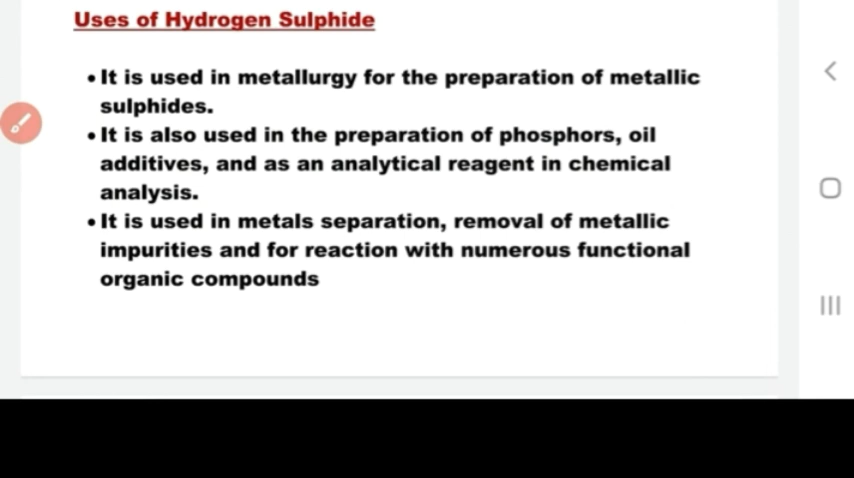 Uses of Hydrogen Sulphide
• It is used in metallurgy for the preparation of metallic
sulphides.
• It is also used in the preparation of phosphors, oil
additives, and as an analytical reagent in chemical
analysis.
• It is used in metals separation, removal of metallic
impurities and for reaction with numerous functional
organic compounds